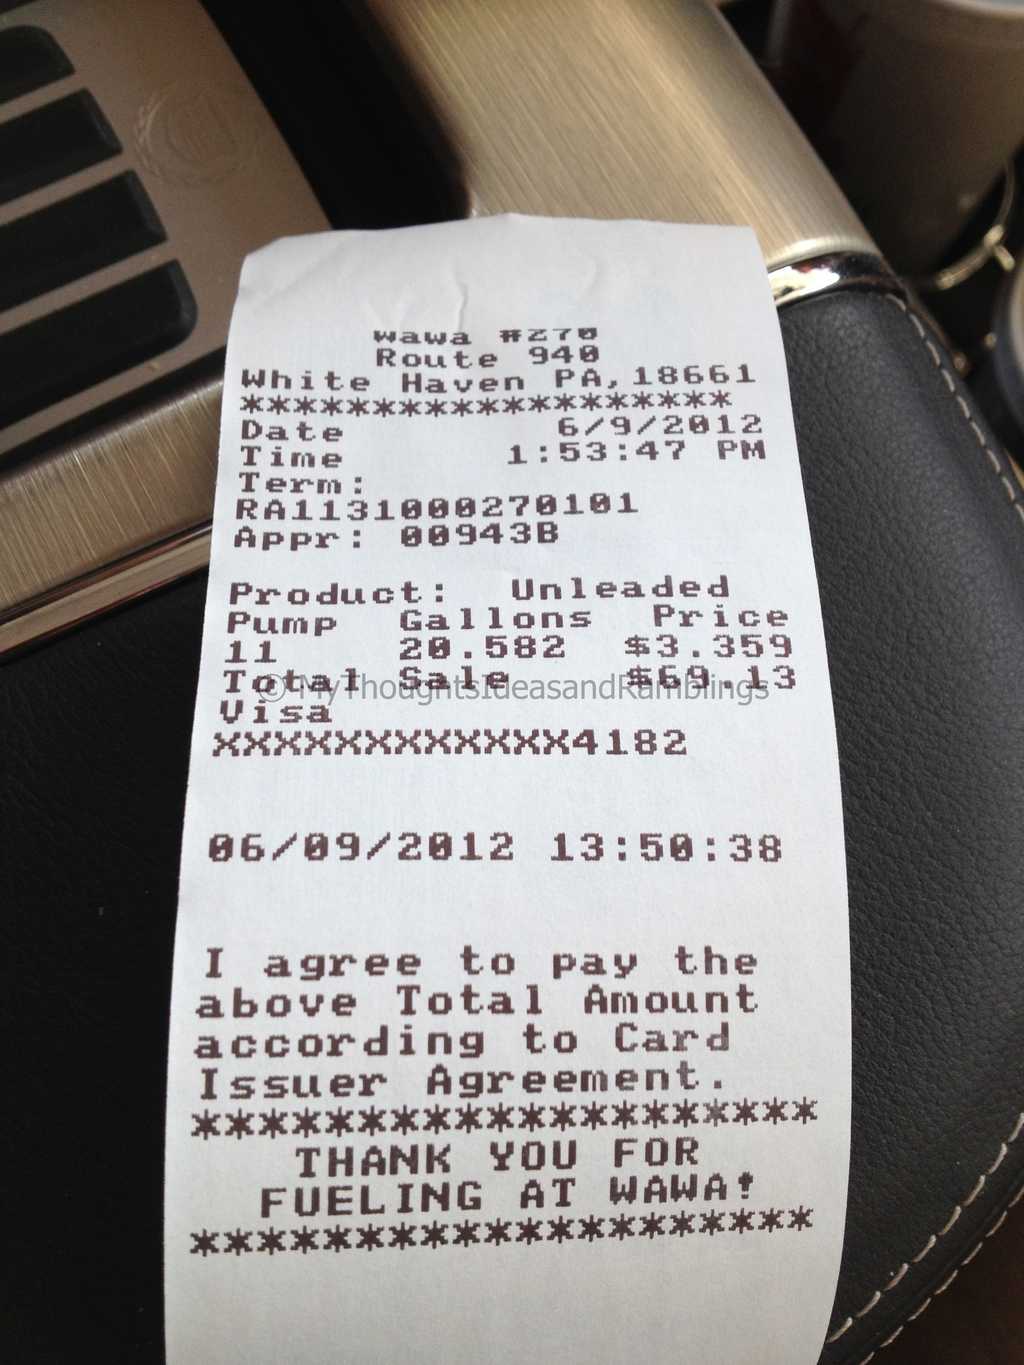 Wawa #270
Route 940
White Haven PA,18661
*******************
Date 6/9/2012
Time 1:53:47 PM
Term:
RA11310000270101
Appr: 00943B
Product: Unleaded
Pump Gallons Price
11 20.582 $3.359
Total Sale $69.13
© MyThoughtsIdeasandRamblings
Visa
XXXXXXXXXXXX4182
06/09/2012 13:50:38
I agree to pay the
above Total Amount
according to Card
Issuer Agreement.
*******************
THANK YOU FOR
FUELING AT WAWA!
*******************